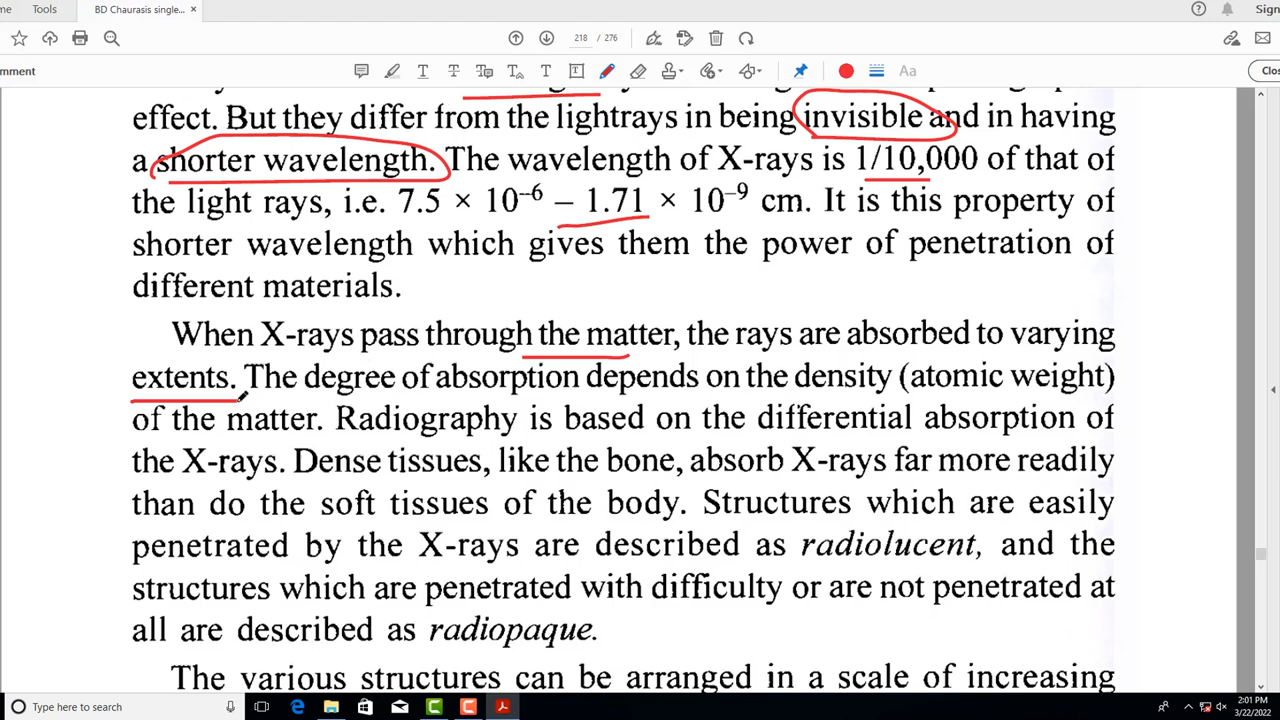 me
Tools
BD Chaurasis single...
×
Sign
218 / 276
mment
Clos
effect. But they differ from the lightrays in being invisible and in having
a shorter wavelength. The wavelength of X-rays is 1/10,000 of that of
the light rays, i.e. 7.5 × 10⁻⁶ – 1.71 × 10⁻⁹ cm. It is this property of
shorter wavelength which gives them the power of penetration of
different materials.
When X-rays pass through the matter, the rays are absorbed to varying
extents. The degree of absorption depends on the density (atomic weight)
of the matter. Radiography is based on the differential absorption of
the X-rays. Dense tissues, like the bone, absorb X-rays far more readily
than do the soft tissues of the body. Structures which are easily
penetrated by the X-rays are described as radiolucent, and the
structures which are penetrated with difficulty or are not penetrated at
all are described as radiopaque.
The various structures can be arranged in a scale of increasing
Type here to search
2:01 PM
3/22/2022